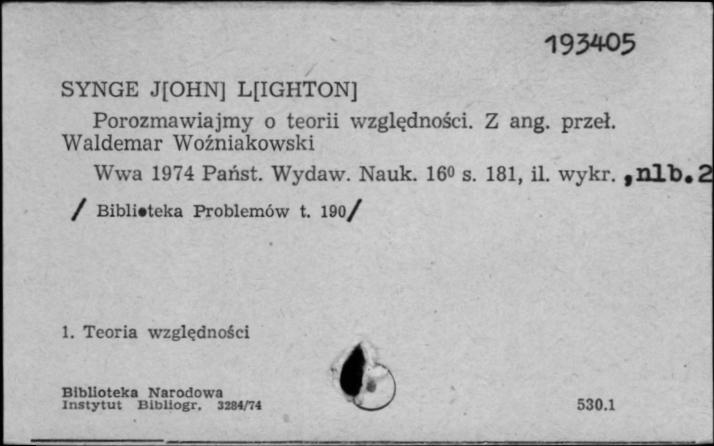 193405
SYNGE J[OHN] L[IGHTON]
Porozmawiajmy o teorii względności. Z ang. przeł.
Waldemar Woźniakowski
Wwa 1974 Państ. Wydaw. Nauk. 16⁰ s. 181, il. wykr. ,nlb.2
/ Biblioteka Problemów t. 190/
1. Teoria względności
Biblioteka Narodowa
Instytut Bibliogr. 3284/74 530.1